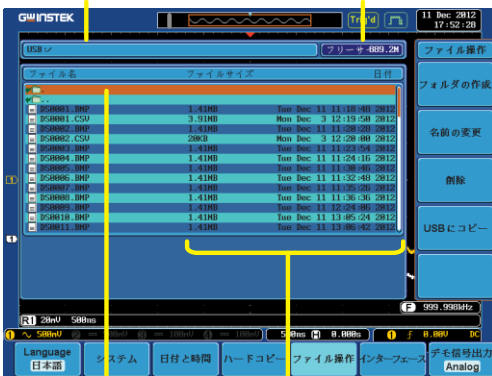 GWINSTEK
Trig'd
11 Dec 2012
17:52:28
USB:/
フリーサ-689.2M
ファイル操作
ファイル名 ファイルサイズ 日付
フォルダの作成
..
DS0001.BMP 1.41MB Tue Dec 11 11:18:40 2012
DS0001.CSV 3.91MB Mon Dec 3 12:19:50 2012
DS0002.BMP 1.41MB Tue Dec 11 11:20:28 2012
DS0002.CSV 20KB Mon Dec 3 12:20:00 2012
DS0003.BMP 1.41MB Tue Dec 11 11:23:54 2012
DS0004.BMP 1.41MB Tue Dec 11 11:24:16 2012
DS0005.BMP 1.41MB Tue Dec 11 11:30:46 2012
DS0006.BMP 1.41MB Tue Dec 11 11:32:48 2012
DS0007.BMP 1.41MB Tue Dec 11 11:35:26 2012
DS0008.BMP 1.41MB Tue Dec 11 11:36:36 2012
DS0009.BMP 1.41MB Tue Dec 11 12:24:06 2012
DS0010.BMP 1.41MB Tue Dec 11 13:05:24 2012
DS0011.BMP 1.41MB Tue Dec 11 13:06:42 2012
名前の変更
削除
USBにコピー
R1 20mV 500ns
F 999.998kHz
1 500mV 2 3 4 100mV 500ns H 0.000s 1 0.00V DC
Language
日本語
システム
日付と時間
ハードコピー
ファイル操作
インターフェース
デモ信号出力
Analog